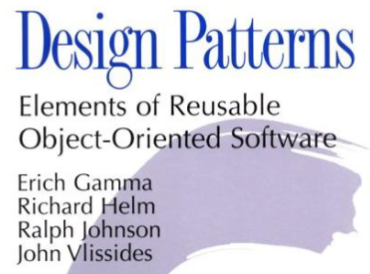 Design Patterns
Elements of Reusable
Object-Oriented Software
Erich Gamma
Richard Helm
Ralph Johnson
John Vlissides